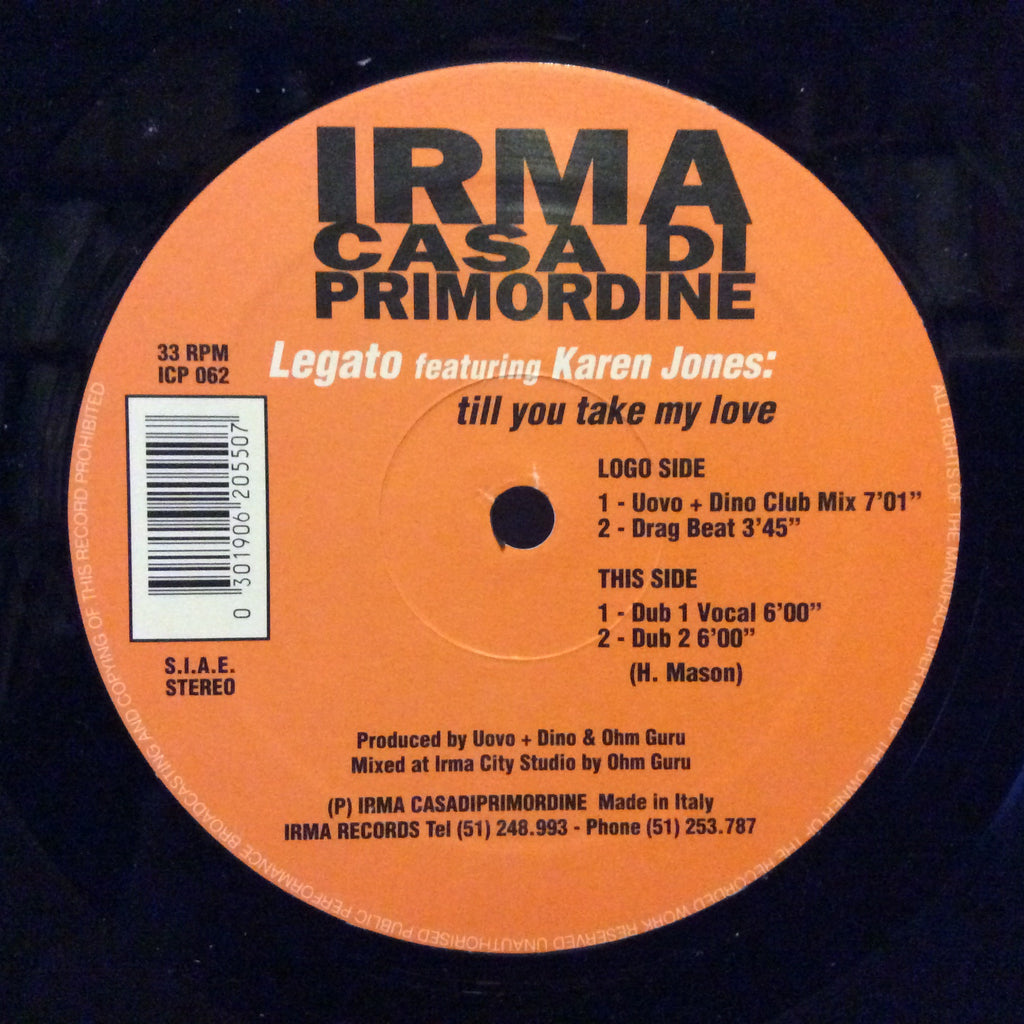 IRMA
CASA DI
PRIMORDINE
Legato featuring Karen Jones:
till you take my love
33 RPM
ICP 062
0 301906 205507
S.I.A.E.
STEREO
LOGO SIDE
1 - Uovo + Dino Club Mix 7'01"
2 - Drag Beat 3'45"
THIS SIDE
1 - Dub 1 Vocal 6'00"
2 - Dub 2 6'00"
(H. Mason)
Produced by Uovo + Dino & Ohm Guru
Mixed at Irma City Studio by Ohm Guru
(P) IRMA CASADIPRIMORDINE Made in Italy
IRMA RECORDS Tel (51) 248.993 - Phone (51) 253.787
ALL RIGHTS OF THE MANUFACTURER AND OF THE OWNER OF THE RECORDED WORK RESERVED UNAUTHORISED PUBLIC PERFORMANCE BROADCASTING AND COPYING OF THIS RECORD PROHIBITED